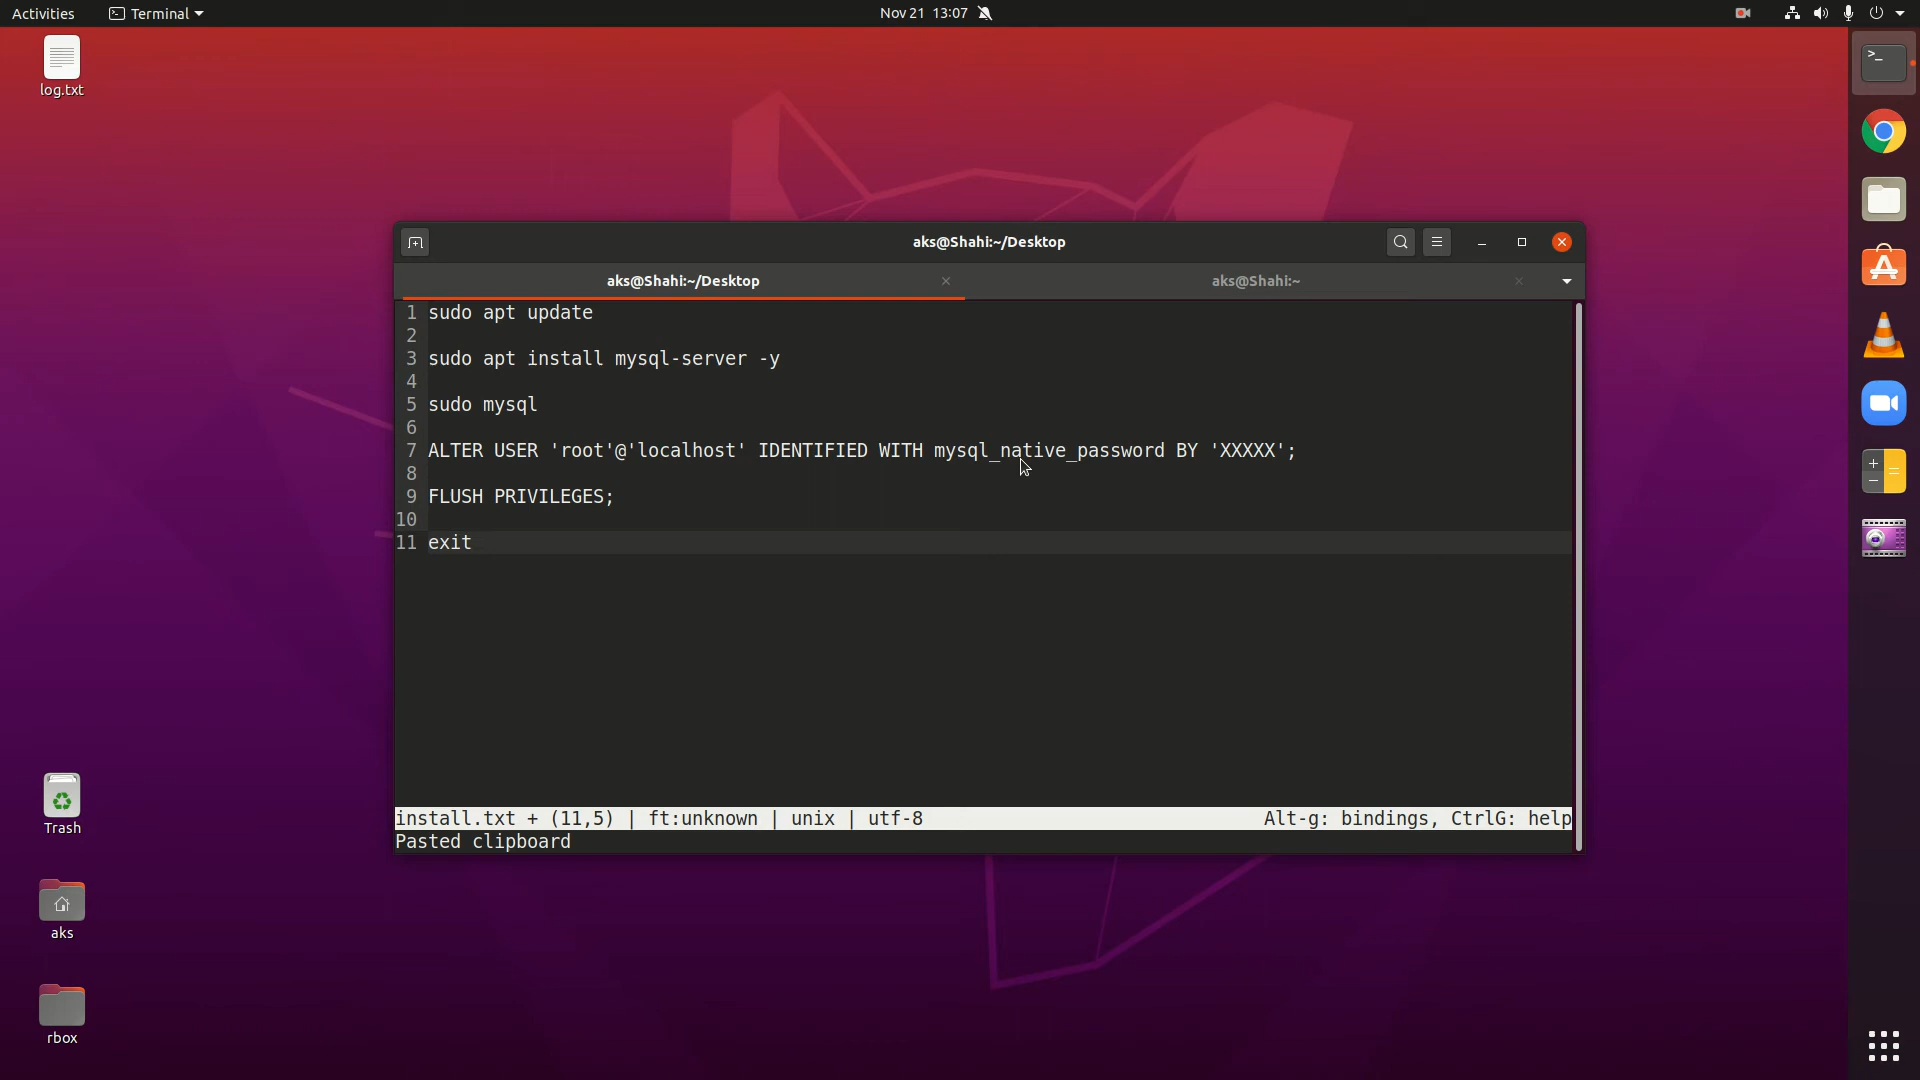 Activities
Terminal
Nov 21 13:07
log.txt
aks@Shahi:~/Desktop
aks@Shahi:~/Desktop
aks@Shahi:~
1 sudo apt update
2
3 sudo apt install mysql-server -y
4
5 sudo mysql
6
7 ALTER USER 'root'@'localhost' IDENTIFIED WITH mysql_native_password BY 'XXXXX';
8
9 FLUSH PRIVILEGES;
10
11 exit
install.txt + (11,5) | ft:unknown | unix | utf-8 Alt-g: bindings, CtrlG: help
Pasted clipboard
Trash
aks
rbox